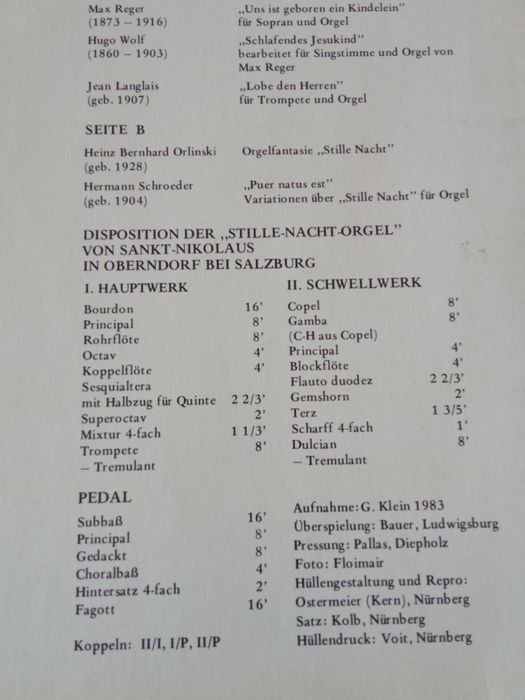 Max Reger „Uns ist geboren ein Kindelein”
(1873 – 1916) für Sopran und Orgel
Hugo Wolf „Schlafendes Jesukind”
(1860 – 1903) bearbeitet für Singstimme und Orgel von
Max Reger
Jean Langlais „Lobe den Herren”
(geb. 1907) für Trompete und Orgel
SEITE B
Heinz Bernhard Orlinski Orgelfantasie „Stille Nacht”
(geb. 1928)
Hermann Schroeder „Puer natus est”
(geb. 1904) Variationen über „Stille Nacht” für Orgel
DISPOSITION DER „STILLE-NACHT-ORGEL”
VON SANKT-NIKOLAUS
IN OBERNDORF BEI SALZBURG
I. HAUPTWERK
Bourdon 16'
Principal 8'
Rohrflöte 8'
Octav 4'
Koppelflöte 4'
Sesquialtera
mit Halbzug für Quinte 2 2/3'
Superoctav 2'
Mixtur 4-fach 1 1/3'
Trompete 8'
– Tremulant
II. SCHWELLWERK
Copel 8'
Gamba 8'
(C-H aus Copel)
Principal 4'
Blockflöte 4'
Flauto duodez 2 2/3'
Gemshorn 2'
Terz 1 3/5'
Scharff 4-fach 1'
Dulcian 8'
– Tremulant
PEDAL
Subbaß 16'
Principal 8'
Gedackt 8'
Choralbaß 4'
Hintersatz 4-fach 2'
Fagott 16'
Koppeln: II/I, I/P, II/P
Aufnahme: G. Klein 1983
Überspielung: Bauer, Ludwigsburg
Pressung: Pallas, Diepholz
Foto: Floimair
Hüllengestaltung und Repro:
Ostermeier (Kern), Nürnberg
Satz: Kolb, Nürnberg
Hüllendruck: Voit, Nürnberg